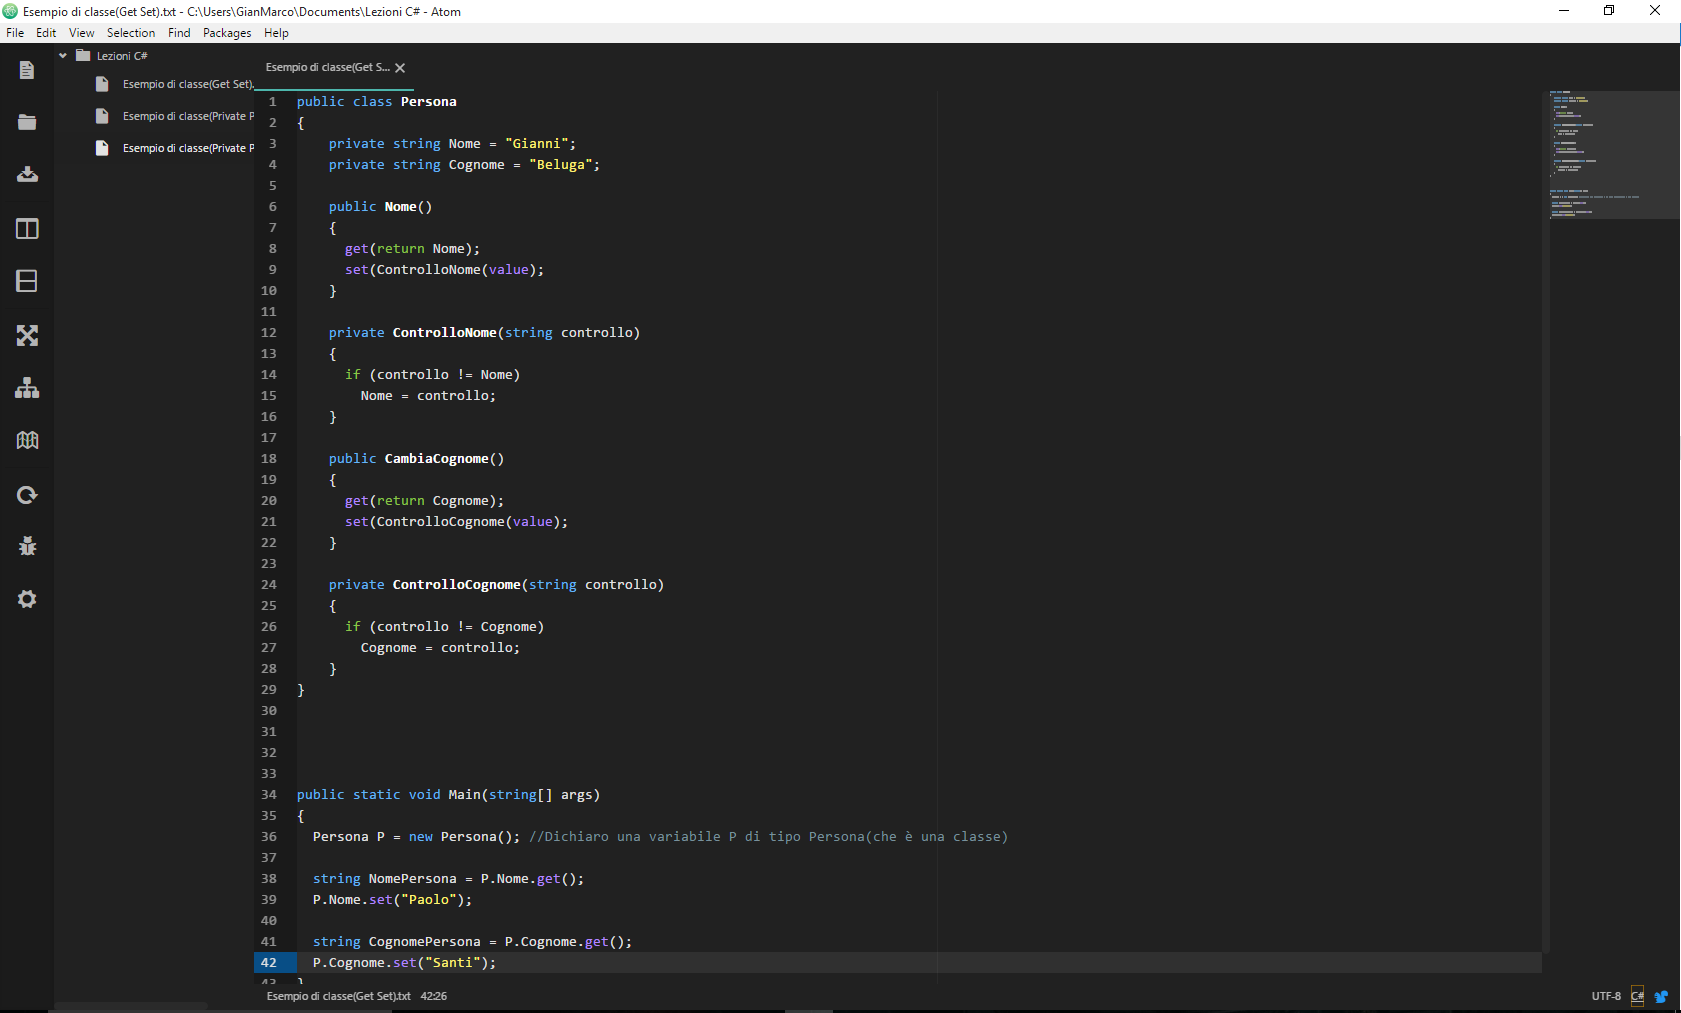 Esempio di classe(Get Set).txt - C:\Users\GianMarco\Documents\Lezioni C# - Atom
File Edit View Selection Find Packages Help
Lezioni C#
Esempio di classe(Get Set).
Esempio di classe(Private P
Esempio di classe(Private P
Esempio di classe(Get S...
1 public class Persona
2 {
3     private string Nome = "Gianni";
4     private string Cognome = "Beluga";
5
6     public Nome()
7     {
8       get(return Nome);
9       set(ControlloNome(value);
10     }
11
12     private ControlloNome(string controllo)
13     {
14       if (controllo != Nome)
15         Nome = controllo;
16     }
17
18     public CambiaCognome()
19     {
20       get(return Cognome);
21       set(ControlloCognome(value);
22     }
23
24     private ControlloCognome(string controllo)
25     {
26       if (controllo != Cognome)
27         Cognome = controllo;
28     }
29 }
30
31
32
33
34 public static void Main(string[] args)
35 {
36   Persona P = new Persona(); //Dichiaro una variabile P di tipo Persona(che è una classe)
37
38   string NomePersona = P.Nome.get();
39   P.Nome.set("Paolo");
40
41   string CognomePersona = P.Cognome.get();
42   P.Cognome.set("Santi");
43 }
Esempio di classe(Get Set).txt 42:26
UTF-8 C#